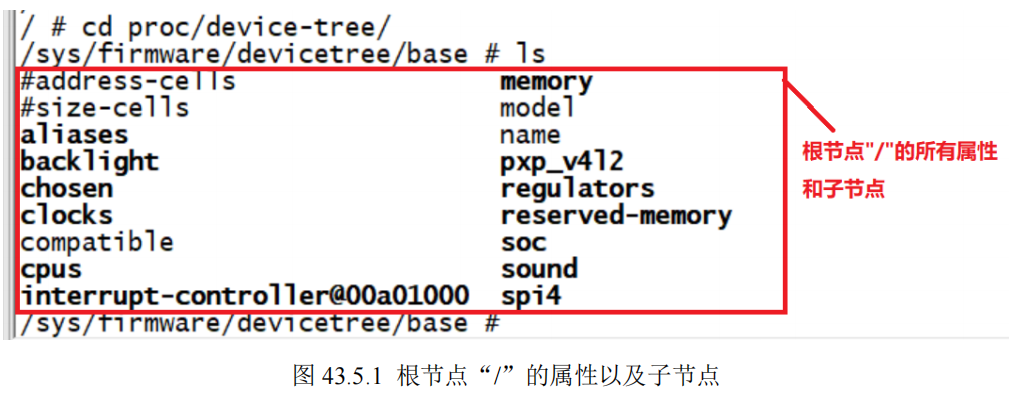 / # cd proc/device-tree/
/sys/firmware/devicetree/base # ls
#address-cells memory
#size-cells model
aliases name
backlight pxp_v4l2
chosen regulators
clocks reserved-memory
compatible soc
cpus sound
interrupt-controller@00a01000 spi4
/sys/firmware/devicetree/base #
根节点"/"的所有属性
和子节点
图 43.5.1 根节点“/”的属性以及子节点